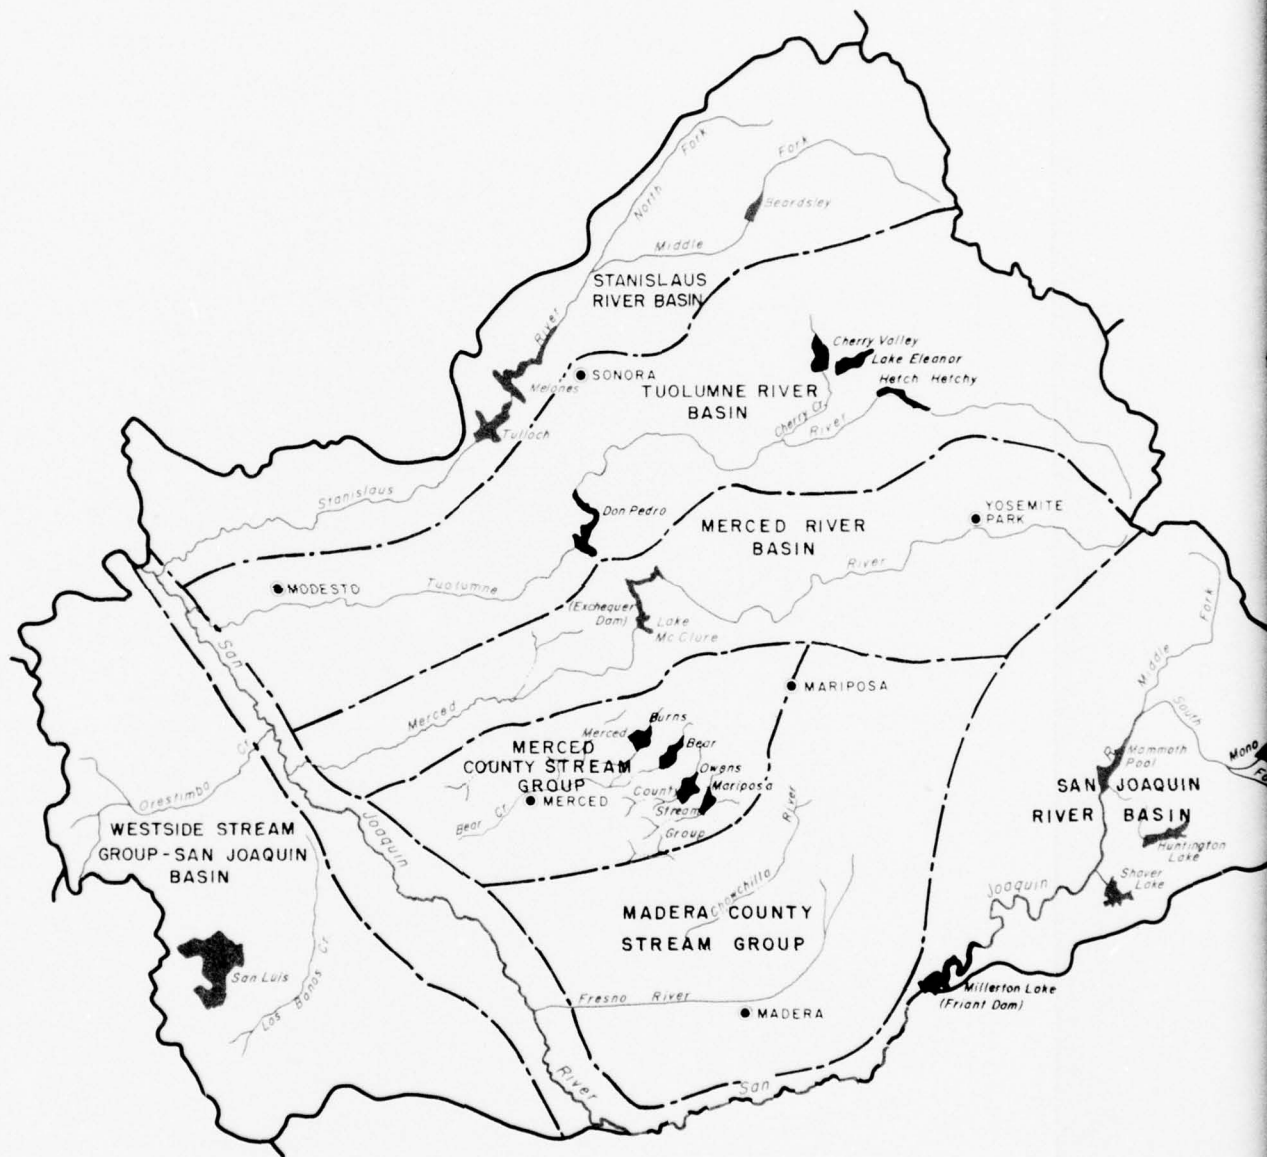 North Fork
Fork
Beardsley
Middle
STANISLAUS
RIVER BASIN
River
Cherry Valley
Lake Eleanor
Hetch Hetchy
SONORA
Melones
TUOLUMNE RIVER
BASIN
Cherry Cr.
River
Tulloch
Stanislaus
Don Pedro
YOSEMITE
PARK
MERCED RIVER
BASIN
River
MODESTO
Tuolumne
(Exchequer
Dam)
Lake
McClure
San
Fork
Middle
MARIPOSA
South
Merced
Burns
Merced
Bear
MERCED
COUNTY STREAM
GROUP
Owens
Mariposa
County
Stream
Group
MERCED
Bear Cr.
River
Mono
Fo
R
Mammoth
Pool
SAN JOAQUIN
RIVER BASIN
Huntington
Lake
Shaver
Lake
Cr.
Orestimba
WESTSIDE STREAM
GROUP-SAN JOAQUIN
BASIN
Joaquin
Joaquin
Chowchilla
MADERA COUNTY
STREAM GROUP
San Luis
Los Banos Cr.
Millerton Lake
(Friant Dam)
Fresno River
MADERA
River
San